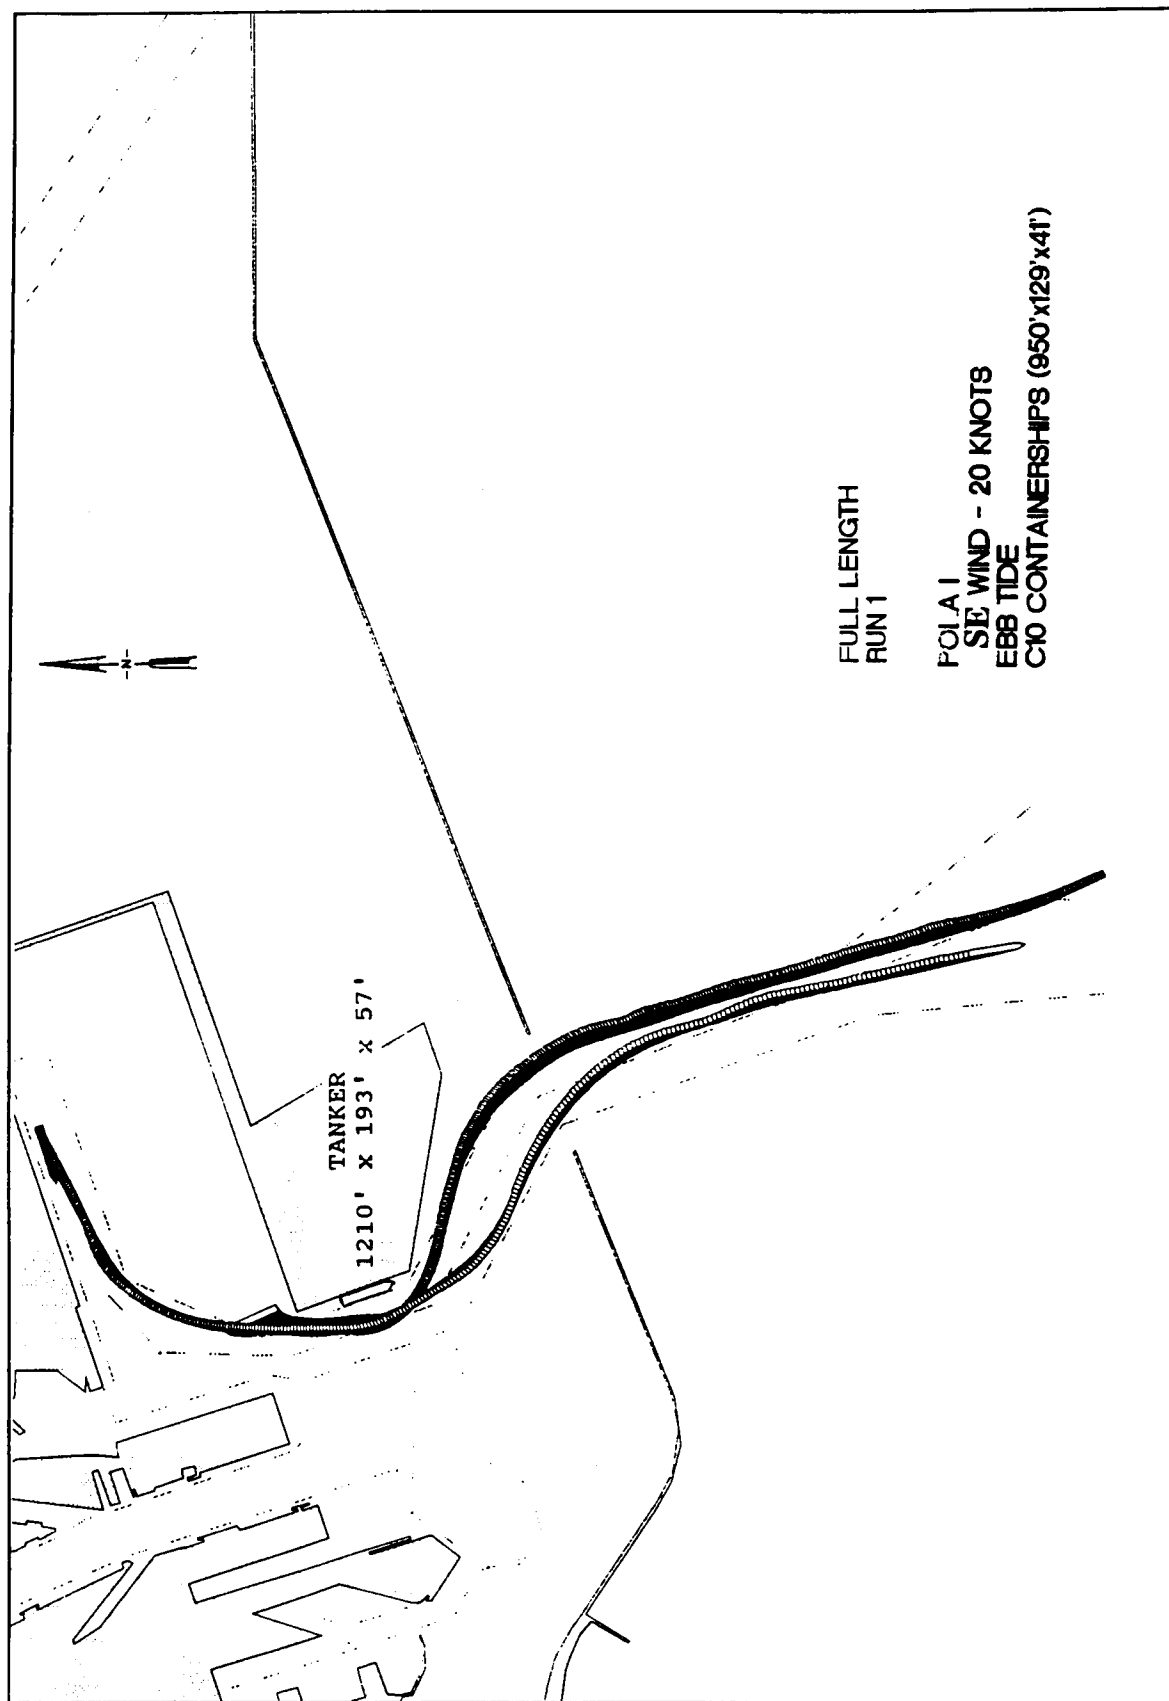 N
TANKER
1210' x 193' x 57'
FULL LENGTH
RUN 1
POLA I
SE WIND - 20 KNOTS
EBB TIDE
C10 CONTAINERSHIPS (950'x129'x41')